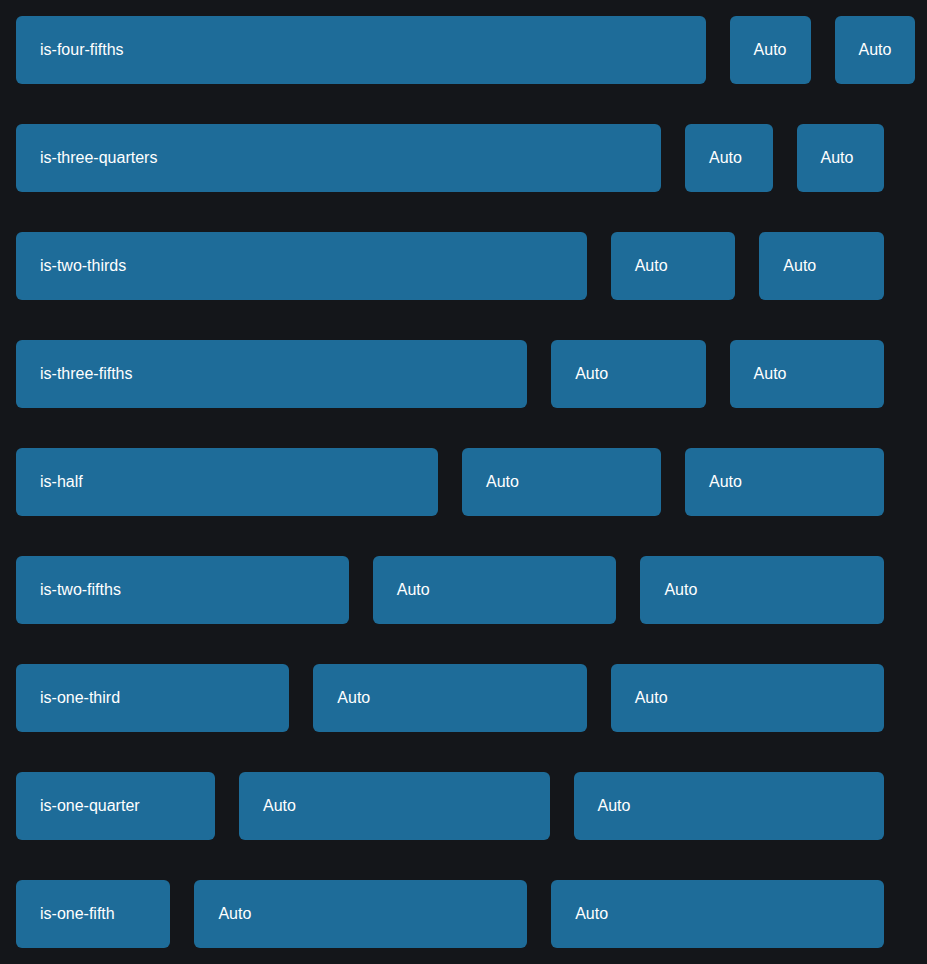 is-four-fifths Auto Auto
is-three-quarters Auto Auto
is-two-thirds Auto Auto
is-three-fifths Auto Auto
is-half Auto Auto
is-two-fifths Auto Auto
is-one-third Auto Auto
is-one-quarter Auto Auto
is-one-fifth Auto Auto